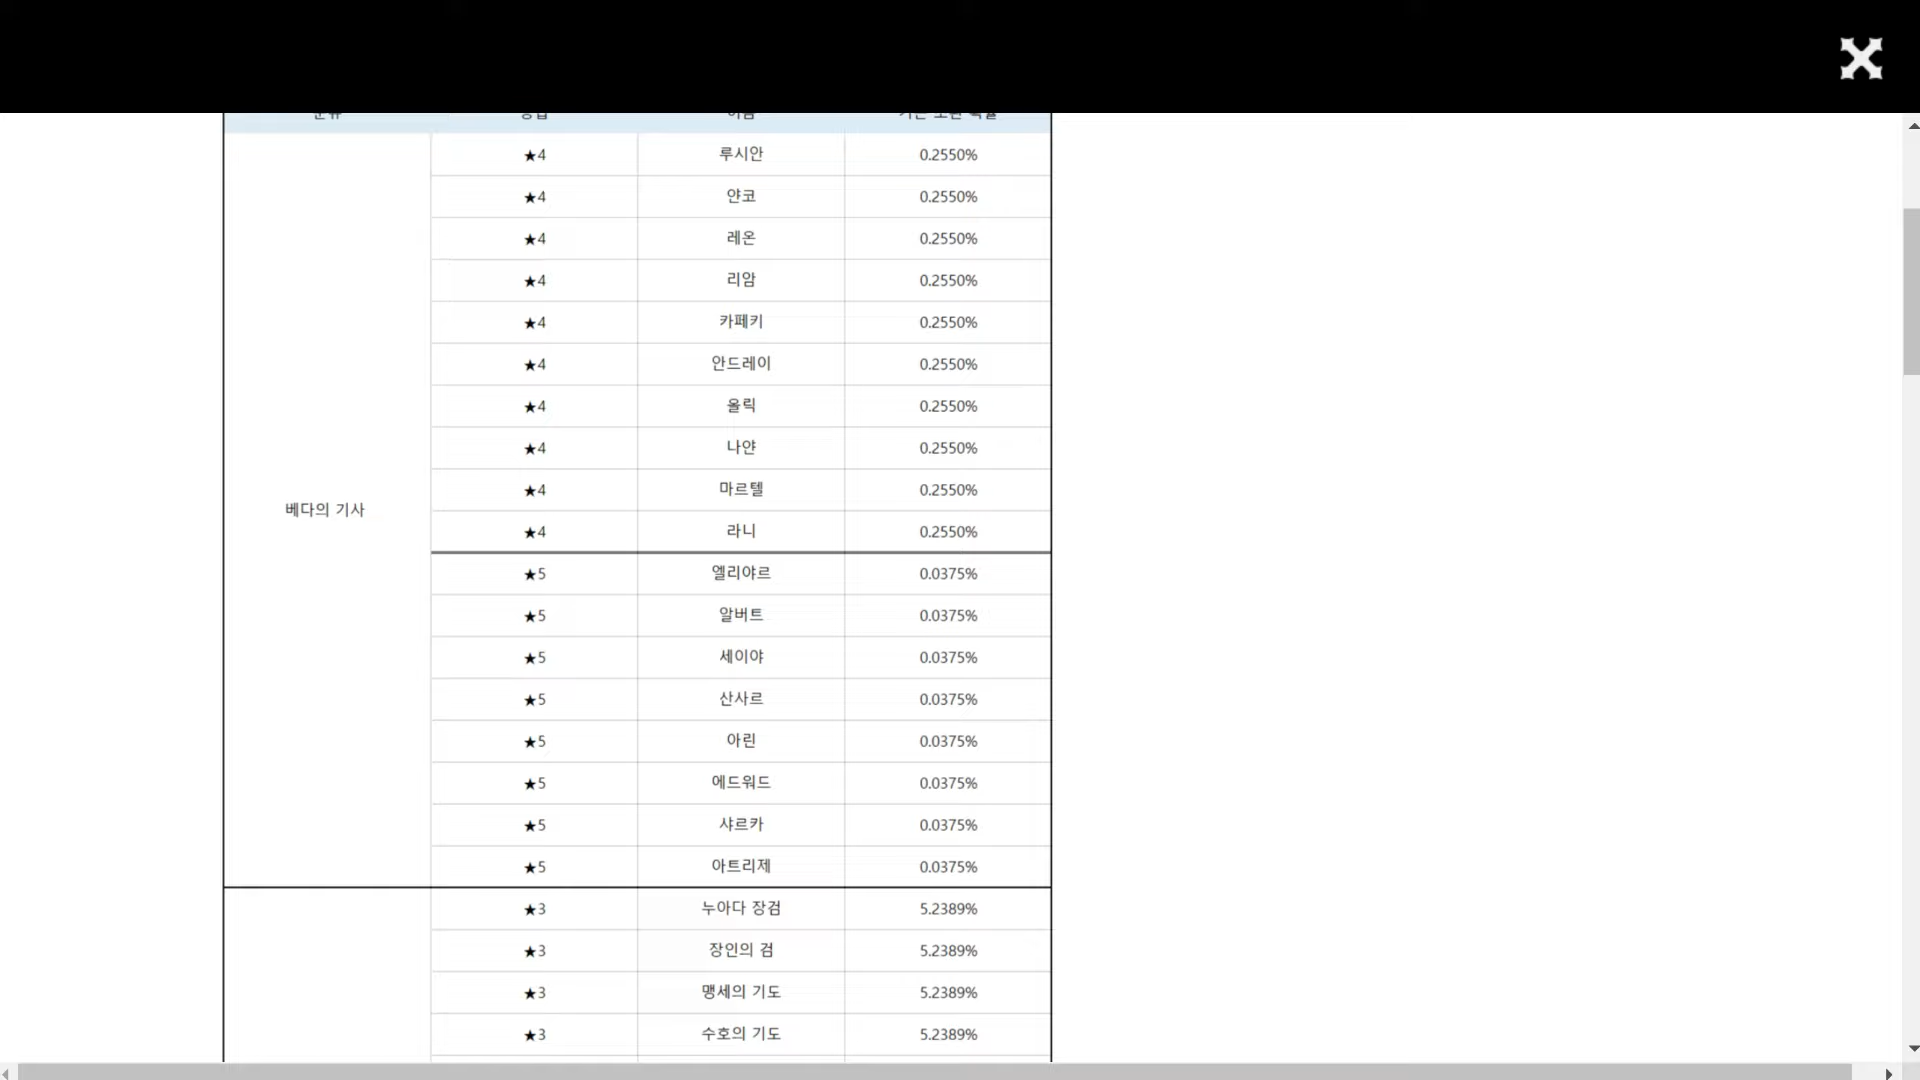 ★4 루시안 0.2550%
★4 얀코 0.2550%
★4 레온 0.2550%
★4 리암 0.2550%
★4 카페키 0.2550%
★4 안드레이 0.2550%
★4 울릭 0.2550%
★4 나얀 0.2550%
★4 마르텔 0.2550%
베다의 기사
★4 라니 0.2550%
★5 엘리야르 0.0375%
★5 알버트 0.0375%
★5 세이야 0.0375%
★5 산사르 0.0375%
★5 아린 0.0375%
★5 에드워드 0.0375%
★5 샤르카 0.0375%
★5 아트리제 0.0375%
★3 누아다 장검 5.2389%
★3 장인의 검 5.2389%
★3 맹세의 기도 5.2389%
★3 수호의 기도 5.2389%